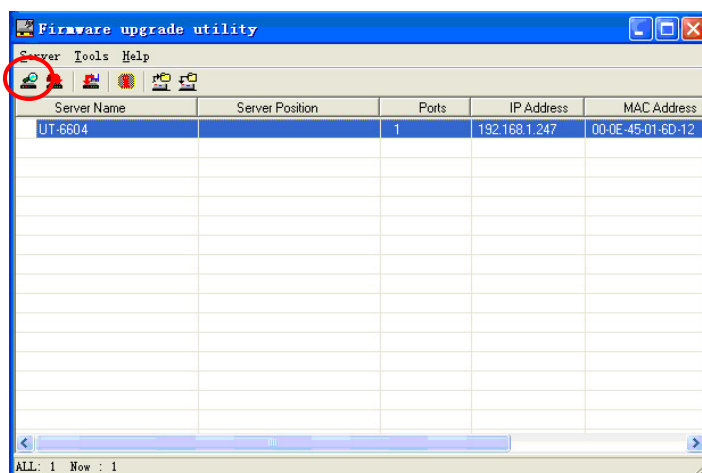 Firmware upgrade utility
Server Tools Help
Server Name Server Position Ports IP Address MAC Address
UT-6604 1 192.168.1.247 00-0E-45-01-6D-12
ALL: 1 Now : 1